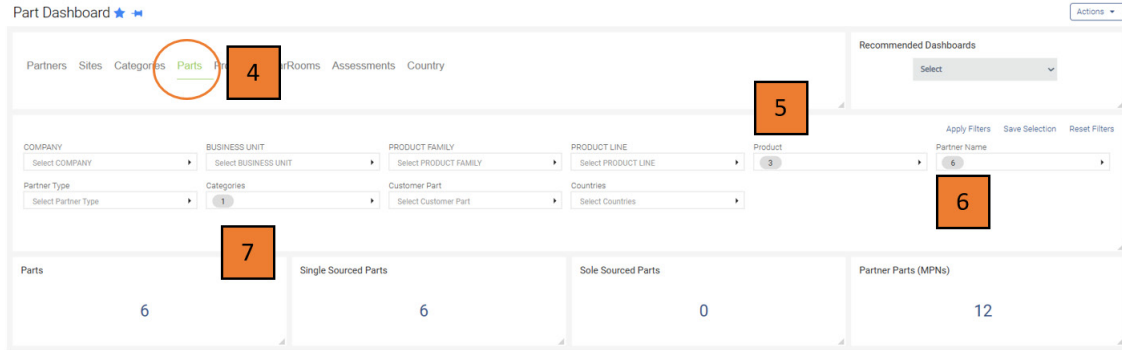 Part Dashboard
Actions
Recommended Dashboards
Select
Partners Sites Categories Parts 4 Rooms Assessments Country
5
Apply Filters Save Selection Reset Filters
COMPANY BUSINESS UNIT PRODUCT FAMILY PRODUCT LINE Product Partner Name
Select COMPANY Select BUSINESS UNIT Select PRODUCT FAMILY Select PRODUCT LINE 3 6
Partner Type Categories Customer Part Countries
Select Partner Type 1 Select Customer Part Select Countries
6
7
Parts Single Sourced Parts Sole Sourced Parts Partner Parts (MPNs)
6 6 0 12